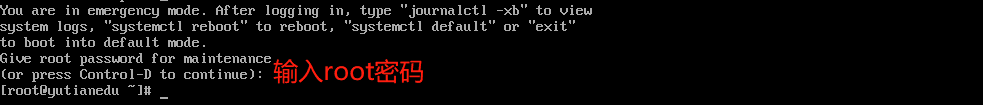 You are in emergency mode. After logging in, type "journalctl -xb" to view
system logs, "systemctl reboot" to reboot, "systemctl default" or "exit"
to boot into default mode.
Give root password for maintenance
(or press Control-D to continue): 输入root密码
[root@yutianedu ~]# _